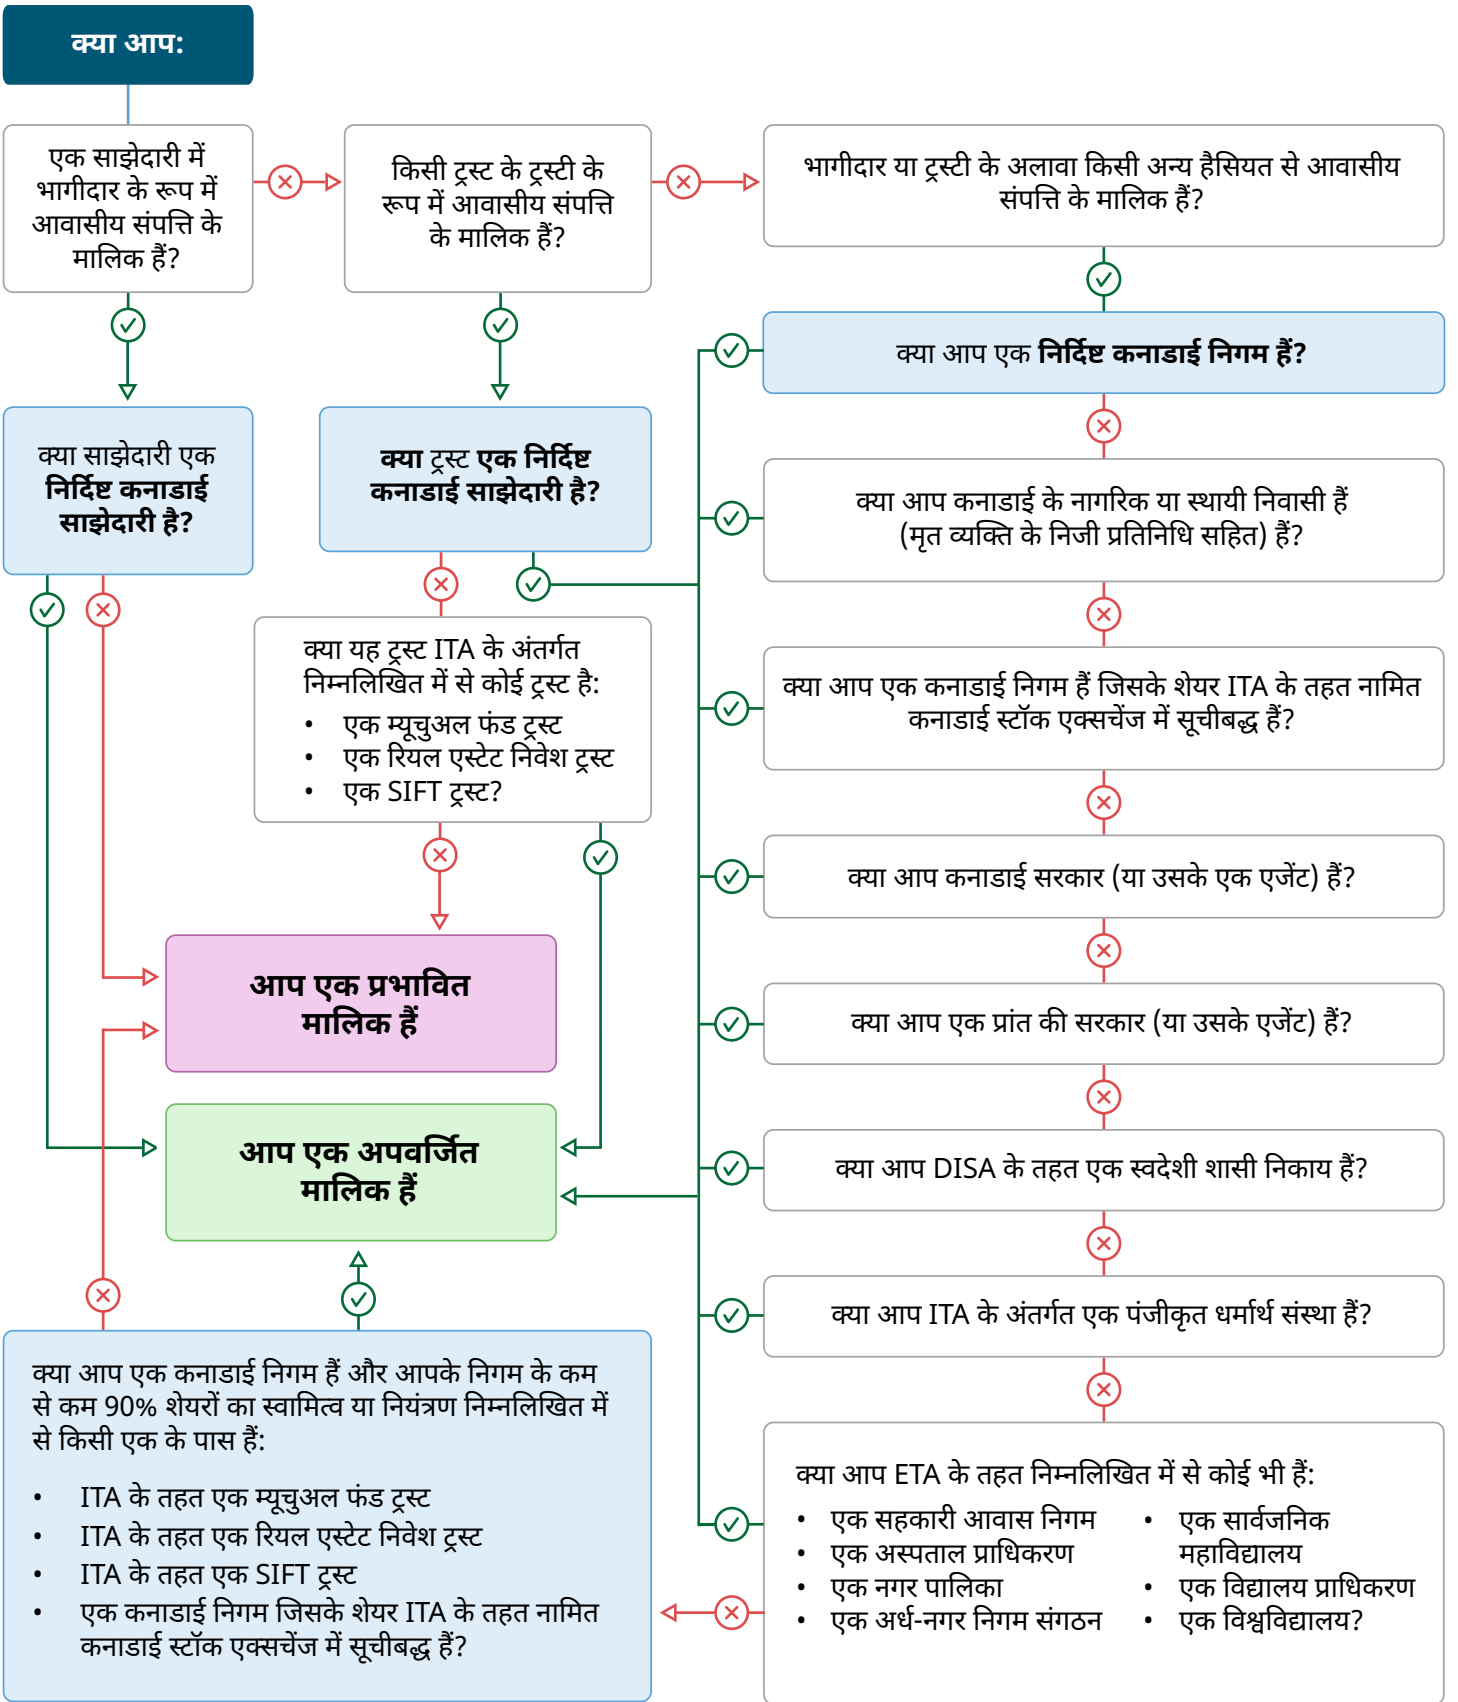 क्या आप:
एक साझेदारी में
भागीदार के रूप में
आवासीय संपत्ति के
मालिक हैं?
किसी ट्रस्ट के ट्रस्टी के
रूप में आवासीय संपत्ति
के मालिक हैं?
भागीदार या ट्रस्टी के अलावा किसी अन्य हैसियत से आवासीय
संपत्ति के मालिक हैं?
क्या साझेदारी एक
निर्दिष्ट कनाडाई
साझेदारी है?
क्या ट्रस्ट एक निर्दिष्ट
कनाडाई साझेदारी है?
क्या यह ट्रस्ट ITA के अंतर्गत
निम्नलिखित में से कोई ट्रस्ट है:
• एक म्यूचुअल फंड ट्रस्ट
• एक रियल एस्टेट निवेश ट्रस्ट
• एक SIFT ट्रस्ट?
आप एक प्रभावित
मालिक हैं
आप एक अपवर्जित
मालिक हैं
क्या आप एक निर्दिष्ट कनाडाई निगम हैं?
क्या आप कनाडाई के नागरिक या स्थायी निवासी हैं
(मृत व्यक्ति के निजी प्रतिनिधि सहित) हैं?
क्या आप एक कनाडाई निगम हैं जिसके शेयर ITA के तहत नामित
कनाडाई स्टॉक एक्सचेंज में सूचीबद्ध हैं?
क्या आप कनाडाई सरकार (या उसके एक एजेंट) हैं?
क्या आप एक प्रांत की सरकार (या उसके एजेंट) हैं?
क्या आप DISA के तहत एक स्वदेशी शासी निकाय हैं?
क्या आप ITA के अंतर्गत एक पंजीकृत धर्मार्थ संस्था हैं?
क्या आप ETA के तहत निम्नलिखित में से कोई भी हैं:
• एक सहकारी आवास निगम
• एक अस्पताल प्राधिकरण
• एक नगर पालिका
• एक अर्ध-नगर निगम संगठन
• एक सार्वजनिक
महाविद्यालय
• एक विद्यालय प्राधिकरण
• एक विश्वविद्यालय?
क्या आप एक कनाडाई निगम हैं और आपके निगम के कम
से कम 90% शेयरों का स्वामित्व या नियंत्रण निम्नलिखित में
से किसी एक के पास हैं:
• ITA के तहत एक म्यूचुअल फंड ट्रस्ट
• ITA के तहत एक रियल एस्टेट निवेश ट्रस्ट
• ITA के तहत एक SIFT ट्रस्ट
• एक कनाडाई निगम जिसके शेयर ITA के तहत नामित
कनाडाई स्टॉक एक्सचेंज में सूचीबद्ध हैं?